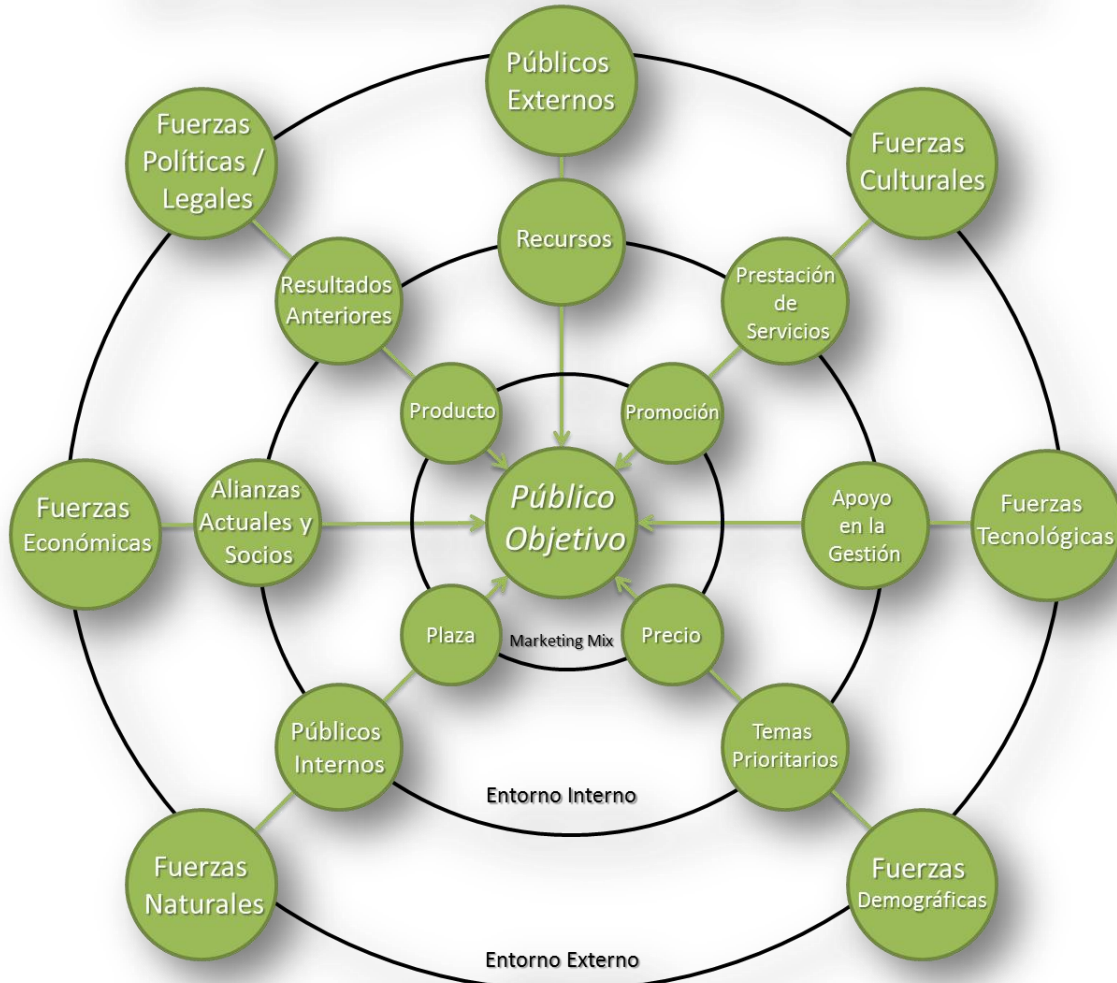 Públicos
Externos
Fuerzas
Políticas /
Legales
Fuerzas
Culturales
Recursos
Resultados
Anteriores
Prestación
de
Servicios
Producto
Promoción
Fuerzas
Económicas
Alianzas
Actuales y
Socios
Público
Objetivo
Apoyo
en la
Gestión
Fuerzas
Tecnológicas
Plaza
Marketing Mix
Precio
Públicos
Internos
Temas
Prioritarios
Entorno Interno
Fuerzas
Naturales
Fuerzas
Demográficas
Entorno Externo